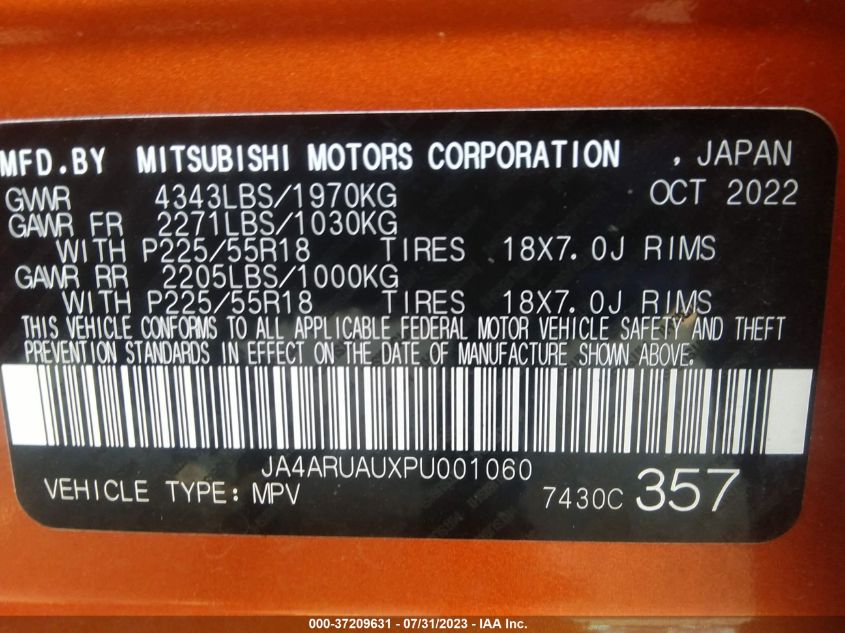 MFD.BY MITSUBISHI MOTORS CORPORATION , JAPAN
GVWR 4343LBS/1970KG OCT 2022
GAWR FR 2271LBS/1030KG
WITH P225/55R18 TIRES 18X7.0J RIMS
GAWR RR 2205LBS/1000KG
WITH P225/55R18 TIRES 18X7.0J RIMS
THIS VEHICLE CONFORMS TO ALL APPLICABLE FEDERAL MOTOR VEHICLE SAFETY AND THEFT
PREVENTION STANDARDS IN EFFECT ON THE DATE OF MANUFACTURE SHOWN ABOVE.
JA4ARUAUXPU001060
VEHICLE TYPE: MPV 7430C 357
000-37209631 - 07/31/2023 - © IAA Inc.